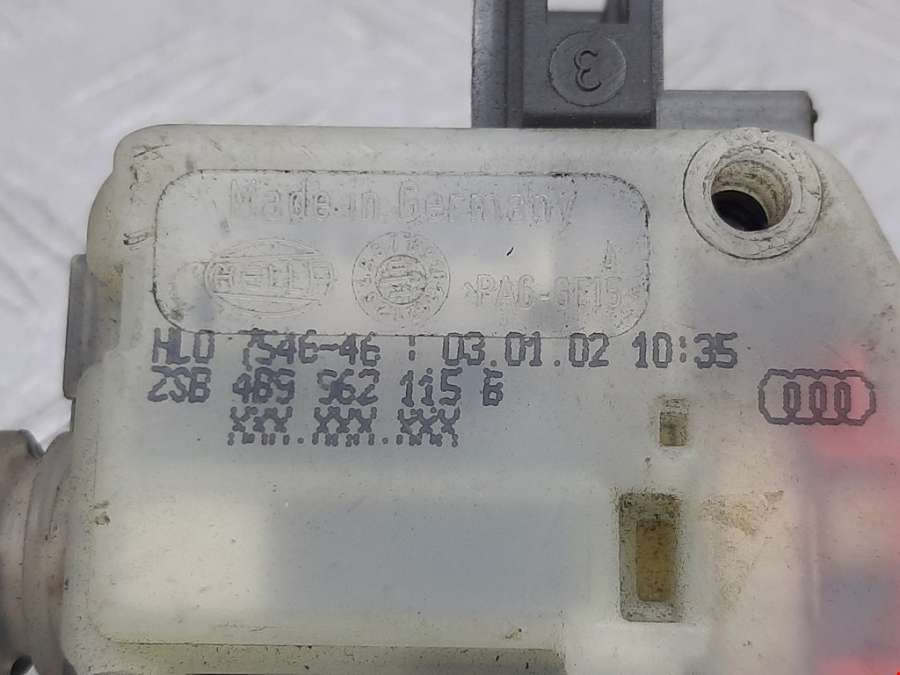 3
Made in Germany
HELLA
A
>PA6-GF15<
HLO 7546-46 : 03.01.02 10:35
ZSB 4B9 962 115 B
XXX.XXX.XXX